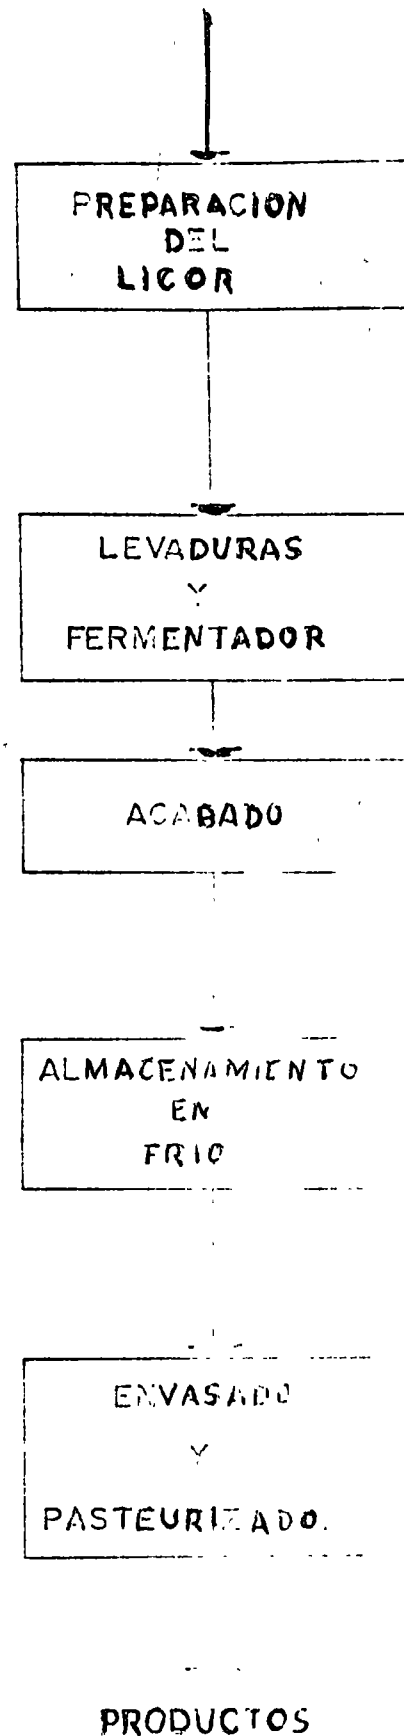 PREPARACION
DEL
LICOR
LEVADURAS
Y
FERMENTADOR
ACABADO
ALMACENAMIENTO
EN
FRIO
ENVASADO
Y
PASTEURIZADO.
PRODUCTOS